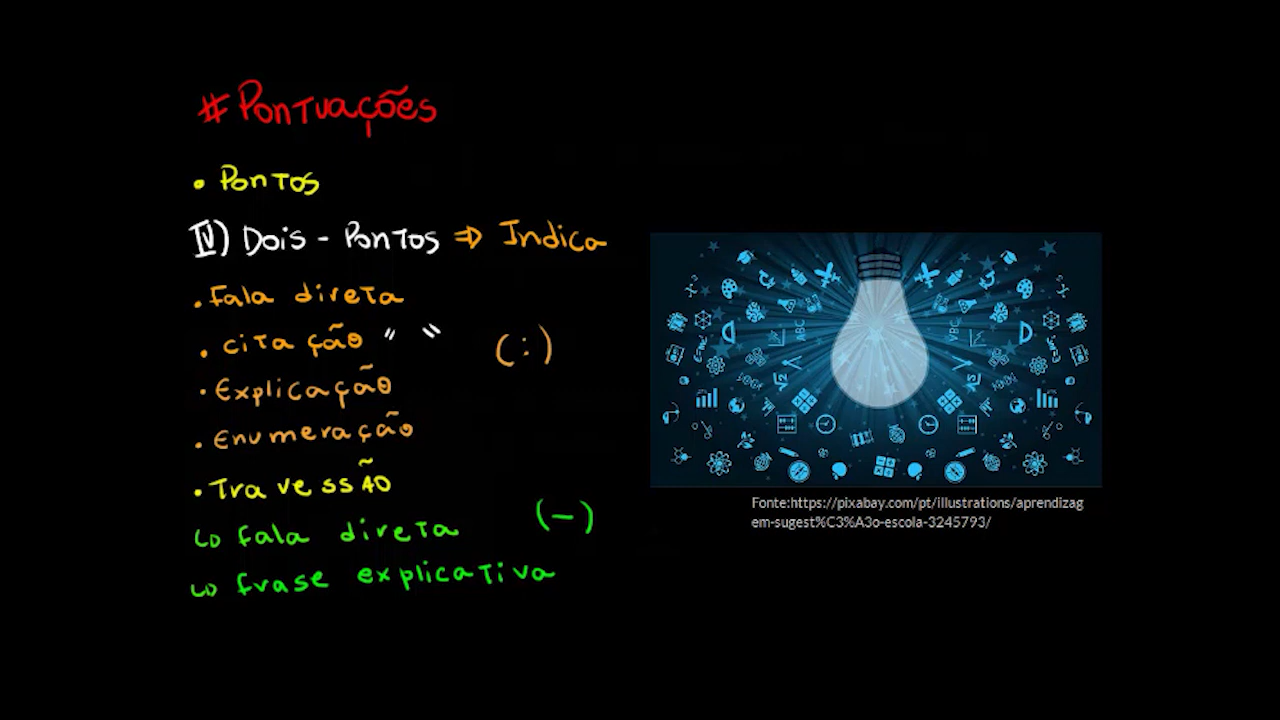 # Pontuações
• Pontos
IV) Dois - Pontos ⇒ Indica
. Fala direta
. citação " "
(:)
. Explicação
. Enumeração
. Travessão
↳ fala direta (-)
↳ frase explicativa
Fonte:https://pixabay.com/pt/illustrations/aprendizag
em-sugest%C3%A3o-escola-3245793/